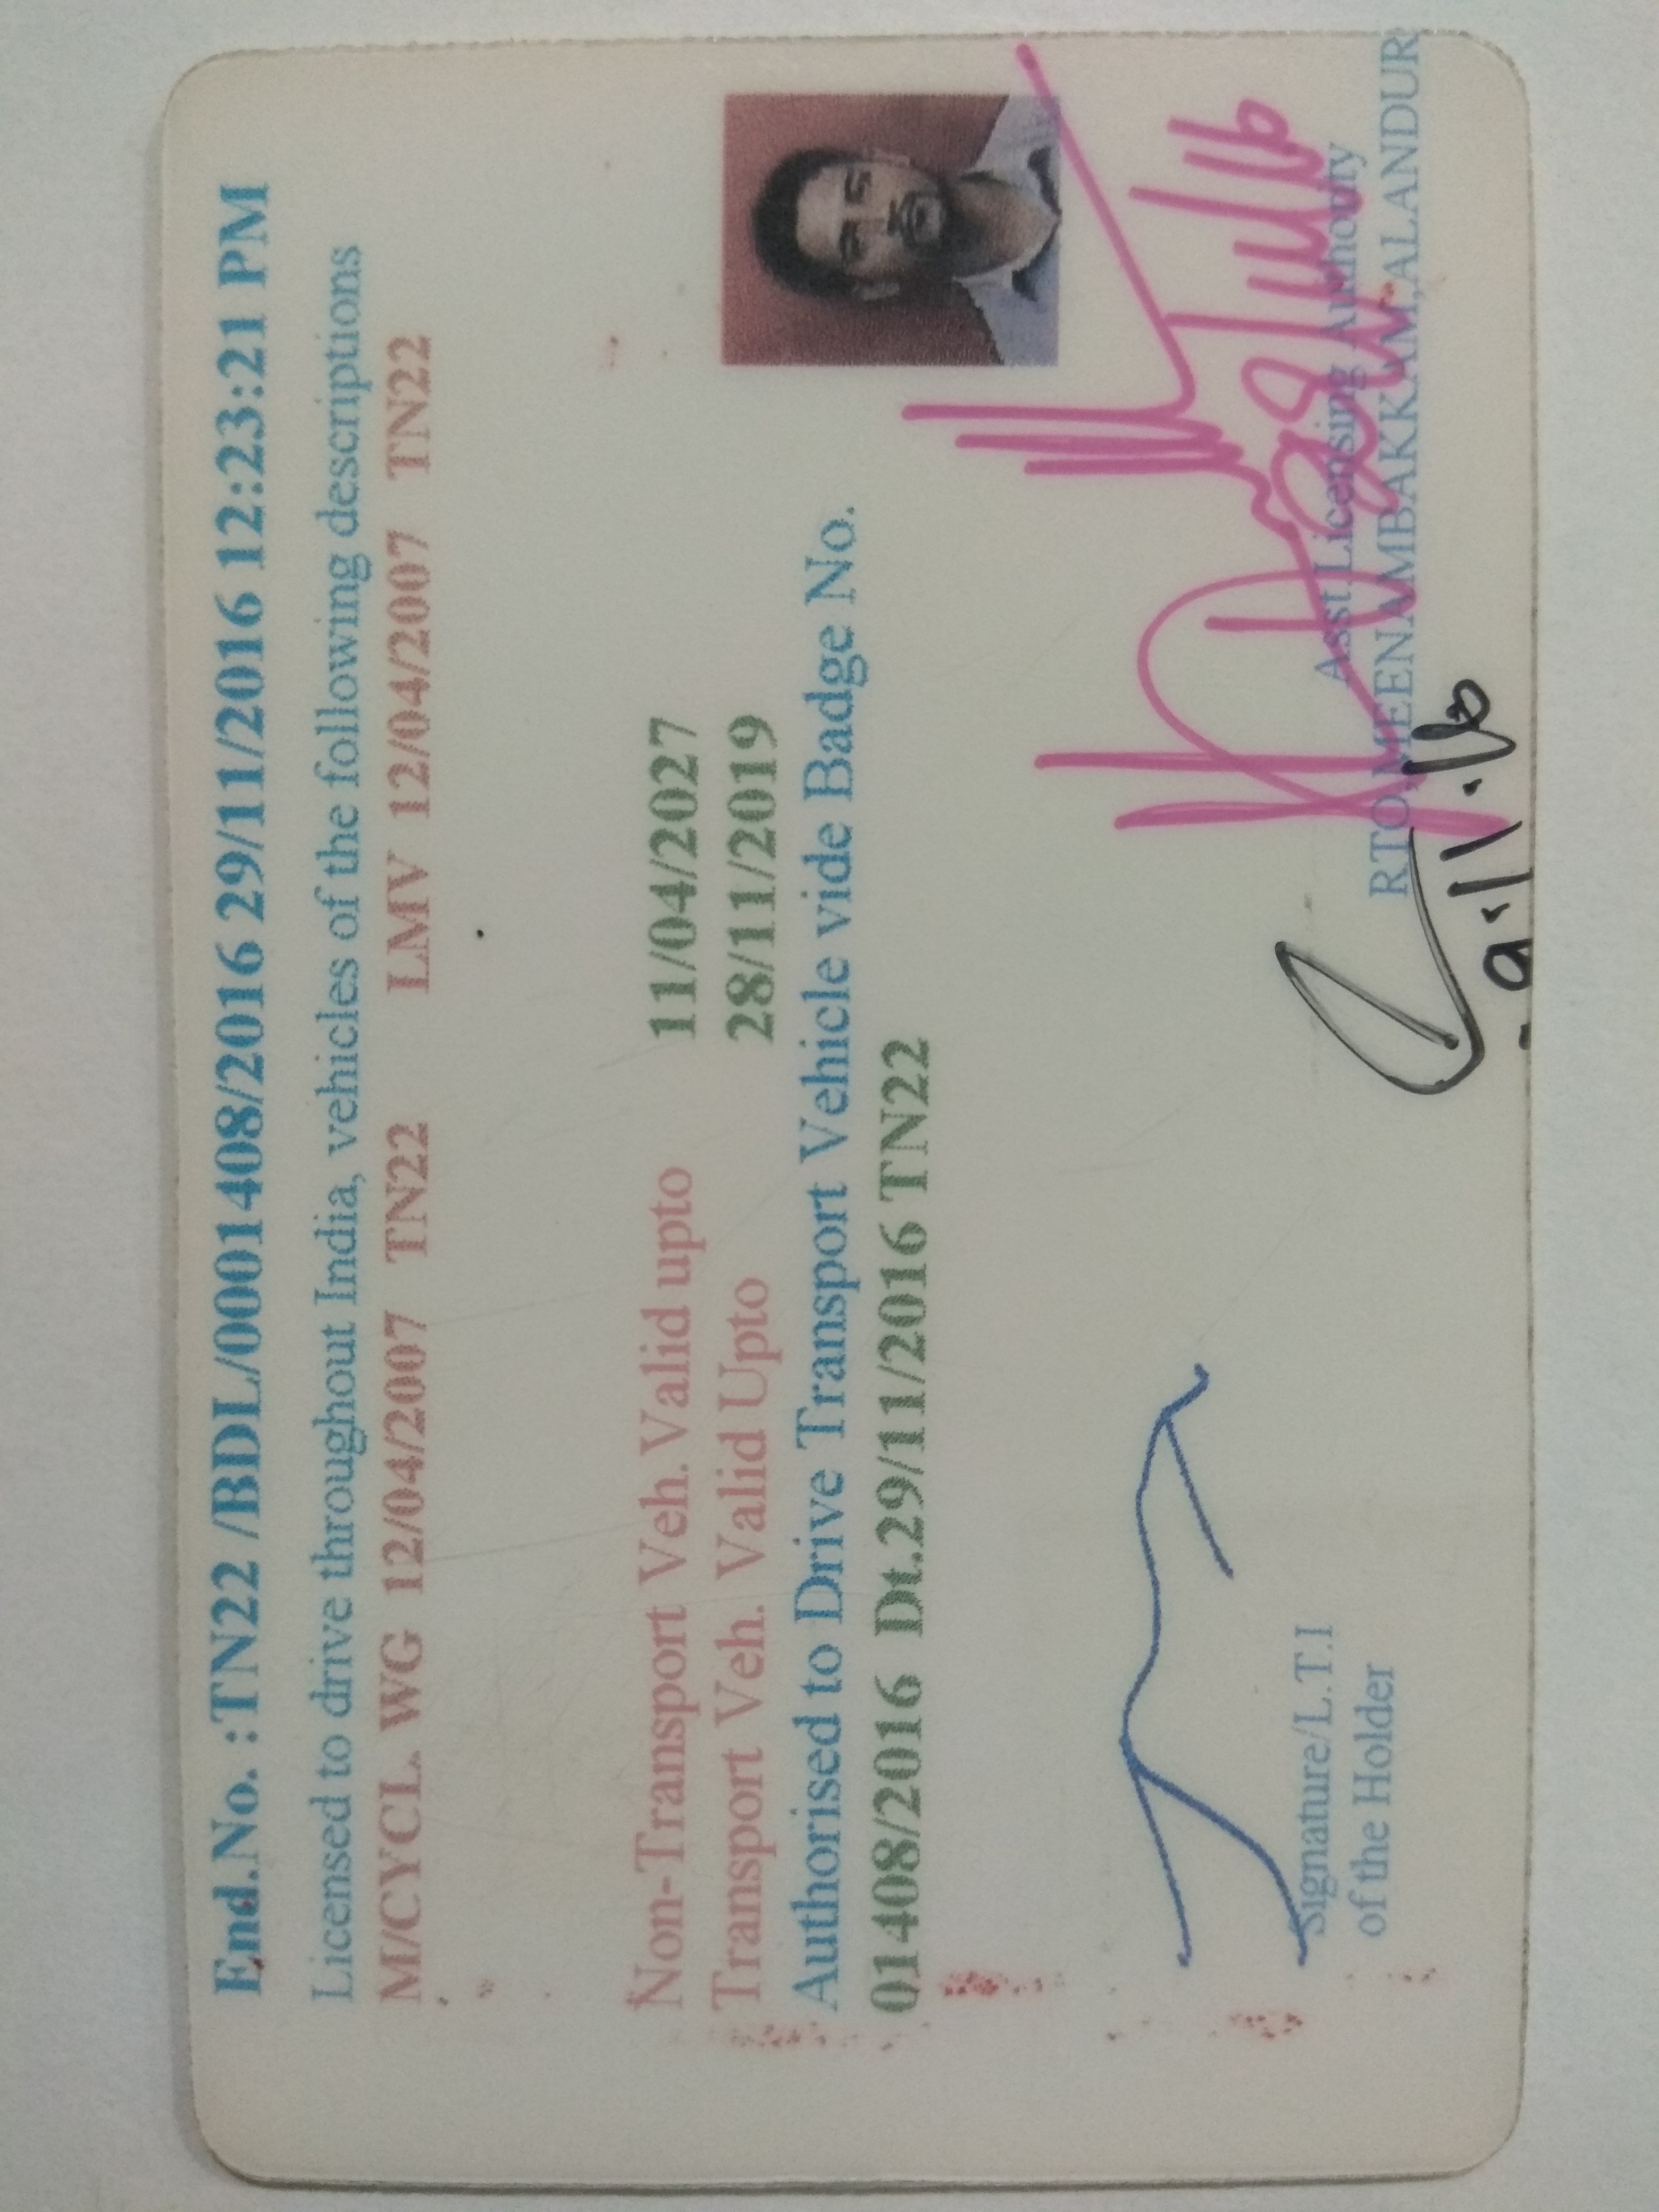 End.No. :TN22 /BDL/0001408/2016 29/11/2016 12:23:21 PM
Licensed to drive throughout India, vehicles of the following descriptions
M/CYCL. WG 12/04/2007 TN22 LMV 12/04/2007 TN22
Non-Transport Veh. Valid upto 11/04/2027
Transport Veh. Valid Upto 28/11/2019
Authorised to Drive Transport Vehicle vide Badge No.
01408/2016 Dt.29/11/2016 TN22
Signature/L.T.I
of the Holder
Asst.Licensing Authority
RTO,MEENAMBAKKAM,ALANDUR